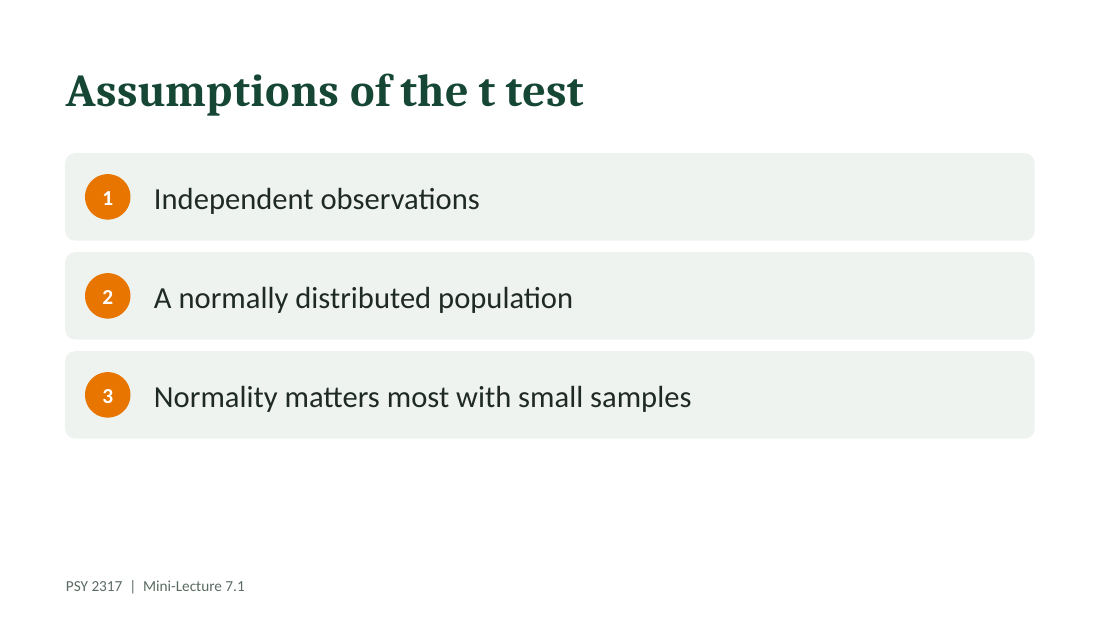 Assumptions of the t test
1 Independent observations
2 A normally distributed population
3 Normality matters most with small samples
PSY 2317 | Mini-Lecture 7.1